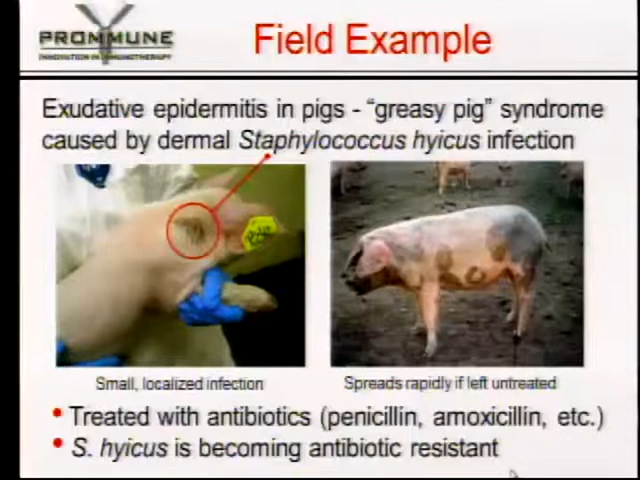 PROMMUNE
INNOVATION IN IMMUNOTHERAPY
Field Example
Exudative epidermitis in pigs - “greasy pig” syndrome
caused by dermal Staphylococcus hyicus infection
Small, localized infection
Spreads rapidly if left untreated
• Treated with antibiotics (penicillin, amoxicillin, etc.)
• S. hyicus is becoming antibiotic resistant